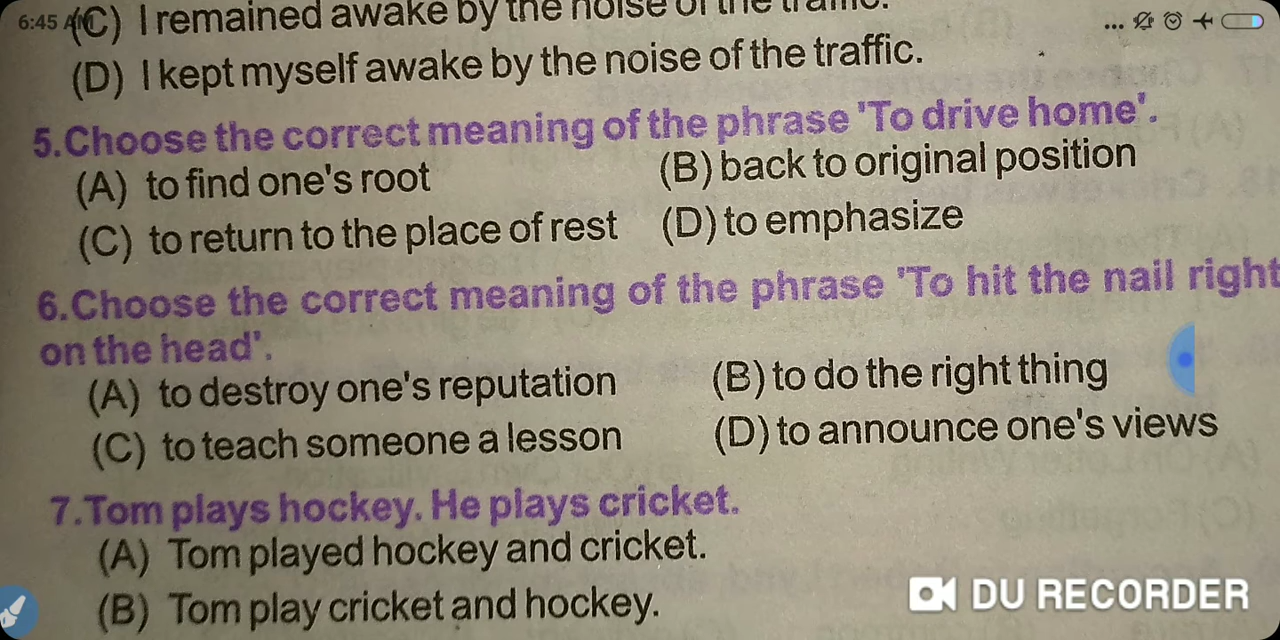 6:45 AM
(C) I remained awake by the noise of the traffic.
(D) I kept myself awake by the noise of the traffic.
5.Choose the correct meaning of the phrase 'To drive home'.
(A) to find one's root (B) back to original position
(C) to return to the place of rest (D) to emphasize
6.Choose the correct meaning of the phrase 'To hit the nail right
on the head'.
(A) to destroy one's reputation (B) to do the right thing
(C) to teach someone a lesson (D) to announce one's views
7.Tom plays hockey. He plays cricket.
(A) Tom played hockey and cricket.
(B) Tom play cricket and hockey.
DU RECORDER